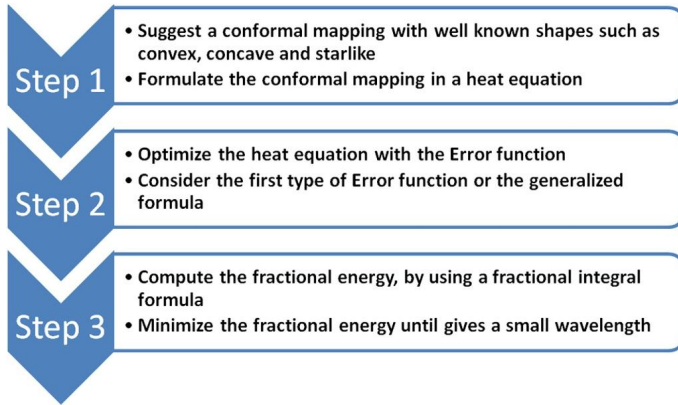 Step 1
• Suggest a conformal mapping with well known shapes such as
convex, concave and starlike
• Formulate the conformal mapping in a heat equation
Step 2
• Optimize the heat equation with the Error function
• Consider the first type of Error function or the generalized
formula
Step 3
• Compute the fractional energy, by using a fractional integral
formula
• Minimize the fractional energy until gives a small wavelength